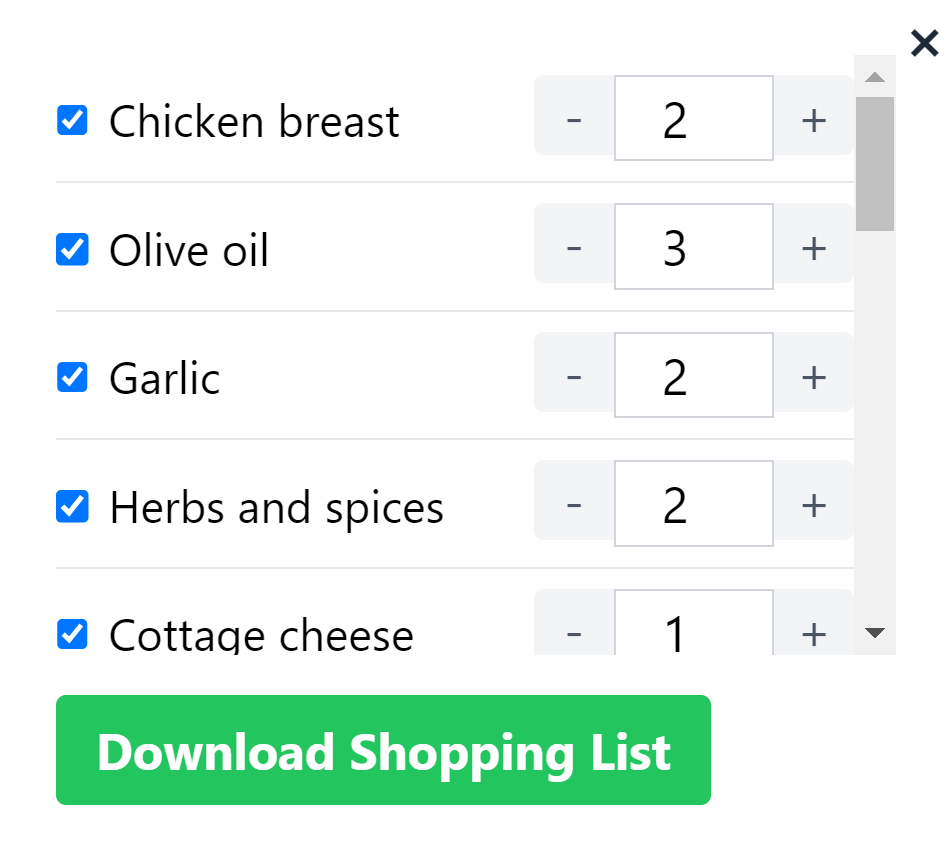 Chicken breast - 2 +
Olive oil - 3 +
Garlic - 2 +
Herbs and spices - 2 +
Cottage cheese - 1 +
Download Shopping List